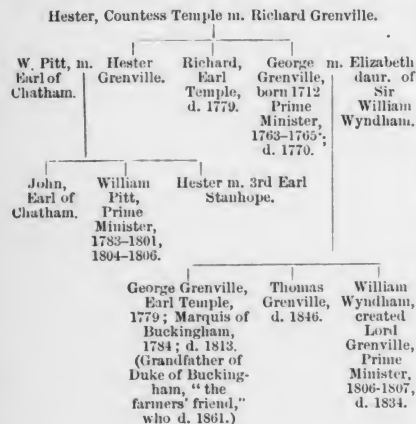 Hester, Countess Temple m. Richard Grenville.
W. Pitt, m.
Earl of
Chatham.
Hester
Grenville.
Richard,
Earl
Temple,
d. 1779.
George
Grenville,
born 1712
Prime
Minister,
1763-1765;
d. 1770.
m. Elizabeth
daur. of
Sir
William
Wyndham.
John,
Earl of
Chatham.
William
Pitt,
Prime
Minister,
1783-1801,
1804-1806.
Hester m. 3rd Earl
Stanhope.
George Grenville,
Earl Temple,
1779; Marquis of
Buckingham,
1784; d. 1813.
(Grandfather of
Duke of Bucking-
ham, "the
farmers' friend,"
who d. 1861.)
Thomas
Grenville,
d. 1846.
William
Wyndham,
created
Lord
Grenville,
Prime
Minister,
1806-1807,
d. 1834.